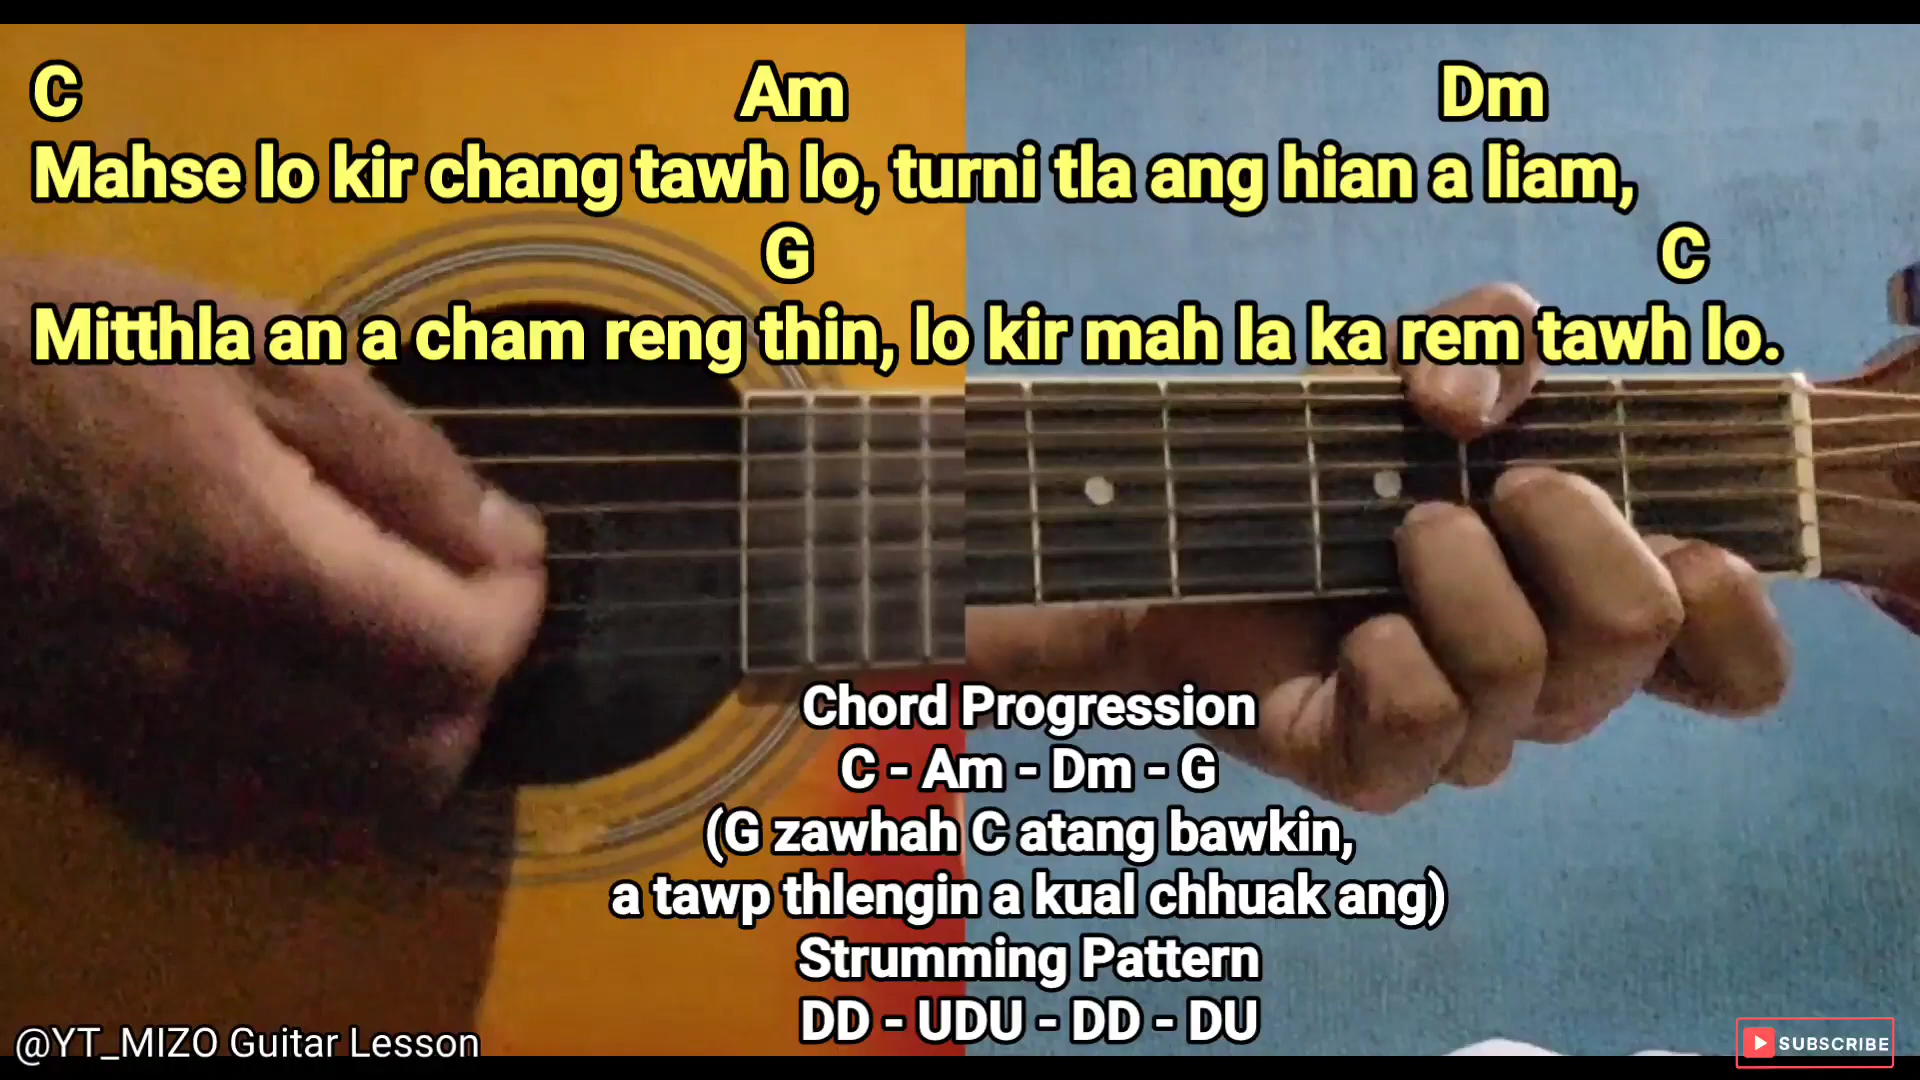 C Am Dm
Mahse lo kir chang tawh lo, turni tla ang hian a liam,
G C
Mitthla an a cham reng thin, lo kir mah la ka rem tawh lo.
Chord Progression
C - Am - Dm - G
(G zawhah C atang bawkin,
a tawp thlengin a kual chhuak ang)
Strumming Pattern
DD - UDU - DD - DU
@YT_MIZO Guitar Lesson
SUBSCRIBE